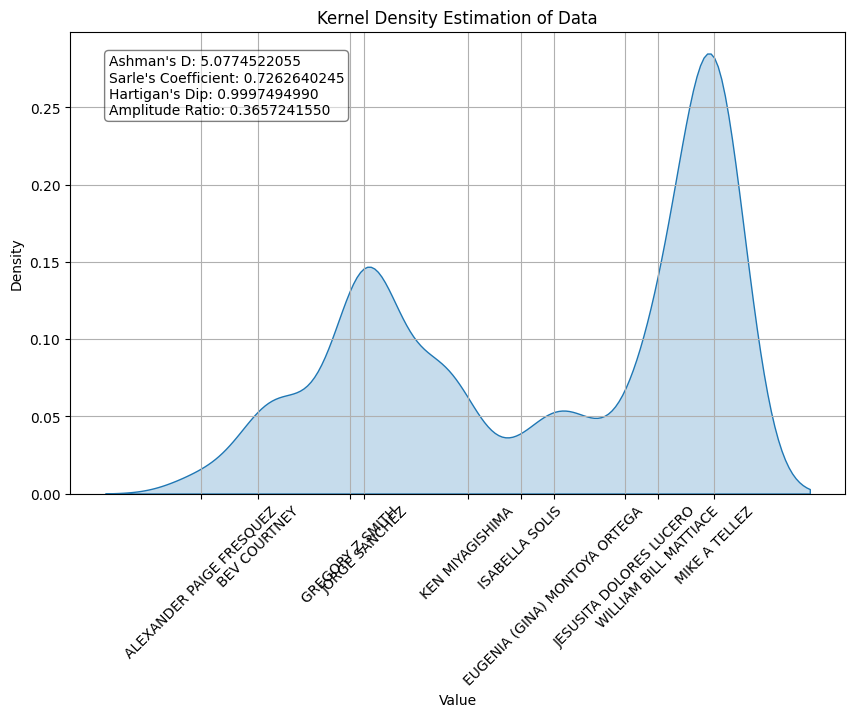 Kernel Density Estimation of Data
Ashman's D: 5.0774522055
Sarle's Coefficient: 0.7262640245
Hartigan's Dip: 0.9997494990
Amplitude Ratio: 0.3657241550
Density
0.25
0.20
0.15
0.10
0.05
0.00
ALEXANDER PAIGE FRESQUEZ
BEV COURTNEY
GREGORY Z SMITH
JORGE SANCHEZ
KEN MIYAGISHIMA
ISABELLA SOLIS
EUGENIA (GINA) MONTOYA ORTEGA
JESUSITA DOLORES LUCERO
WILLIAM BILL MATTIACE
MIKE A TELLEZ
Value